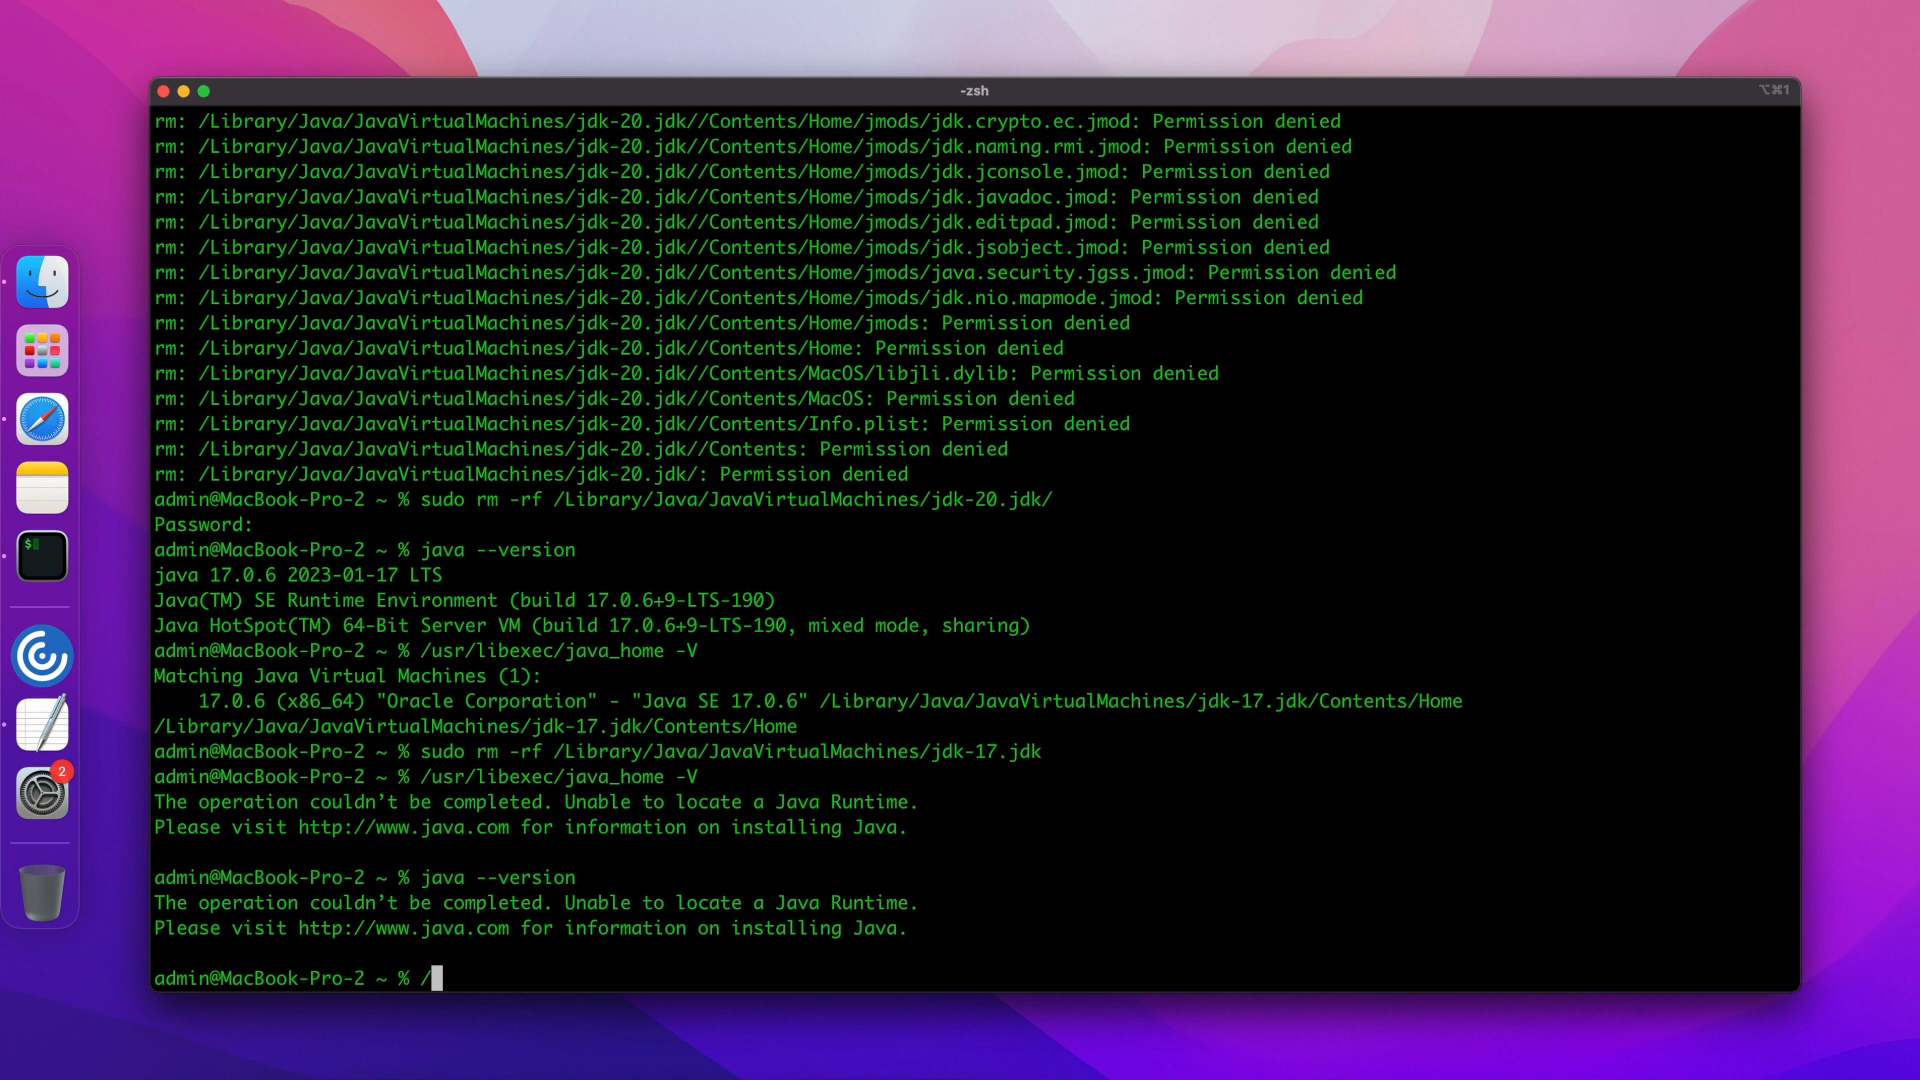 -zsh
⌥⌘1
rm: /Library/Java/JavaVirtualMachines/jdk-20.jdk//Contents/Home/jmods/jdk.crypto.ec.jmod: Permission denied
rm: /Library/Java/JavaVirtualMachines/jdk-20.jdk//Contents/Home/jmods/jdk.naming.rmi.jmod: Permission denied
rm: /Library/Java/JavaVirtualMachines/jdk-20.jdk//Contents/Home/jmods/jdk.jconsole.jmod: Permission denied
rm: /Library/Java/JavaVirtualMachines/jdk-20.jdk//Contents/Home/jmods/jdk.javadoc.jmod: Permission denied
rm: /Library/Java/JavaVirtualMachines/jdk-20.jdk//Contents/Home/jmods/jdk.editpad.jmod: Permission denied
rm: /Library/Java/JavaVirtualMachines/jdk-20.jdk//Contents/Home/jmods/jdk.jsobject.jmod: Permission denied
rm: /Library/Java/JavaVirtualMachines/jdk-20.jdk//Contents/Home/jmods/java.security.jgss.jmod: Permission denied
rm: /Library/Java/JavaVirtualMachines/jdk-20.jdk//Contents/Home/jmods/jdk.nio.mapmode.jmod: Permission denied
rm: /Library/Java/JavaVirtualMachines/jdk-20.jdk//Contents/Home/jmods: Permission denied
rm: /Library/Java/JavaVirtualMachines/jdk-20.jdk//Contents/Home: Permission denied
rm: /Library/Java/JavaVirtualMachines/jdk-20.jdk//Contents/MacOS/libjli.dylib: Permission denied
rm: /Library/Java/JavaVirtualMachines/jdk-20.jdk//Contents/MacOS: Permission denied
rm: /Library/Java/JavaVirtualMachines/jdk-20.jdk//Contents/Info.plist: Permission denied
rm: /Library/Java/JavaVirtualMachines/jdk-20.jdk//Contents: Permission denied
rm: /Library/Java/JavaVirtualMachines/jdk-20.jdk/: Permission denied
admin@MacBook-Pro-2 ~ % sudo rm -rf /Library/Java/JavaVirtualMachines/jdk-20.jdk/
Password:
admin@MacBook-Pro-2 ~ % java --version
java 17.0.6 2023-01-17 LTS
Java(TM) SE Runtime Environment (build 17.0.6+9-LTS-190)
Java HotSpot(TM) 64-Bit Server VM (build 17.0.6+9-LTS-190, mixed mode, sharing)
admin@MacBook-Pro-2 ~ % /usr/libexec/java_home -V
Matching Java Virtual Machines (1):
    17.0.6 (x86_64) "Oracle Corporation" - "Java SE 17.0.6" /Library/Java/JavaVirtualMachines/jdk-17.jdk/Contents/Home
/Library/Java/JavaVirtualMachines/jdk-17.jdk/Contents/Home
admin@MacBook-Pro-2 ~ % sudo rm -rf /Library/Java/JavaVirtualMachines/jdk-17.jdk
admin@MacBook-Pro-2 ~ % /usr/libexec/java_home -V
The operation couldn’t be completed. Unable to locate a Java Runtime.
Please visit http://www.java.com for information on installing Java.
admin@MacBook-Pro-2 ~ % java --version
The operation couldn’t be completed. Unable to locate a Java Runtime.
Please visit http://www.java.com for information on installing Java.
admin@MacBook-Pro-2 ~ % /
$
2